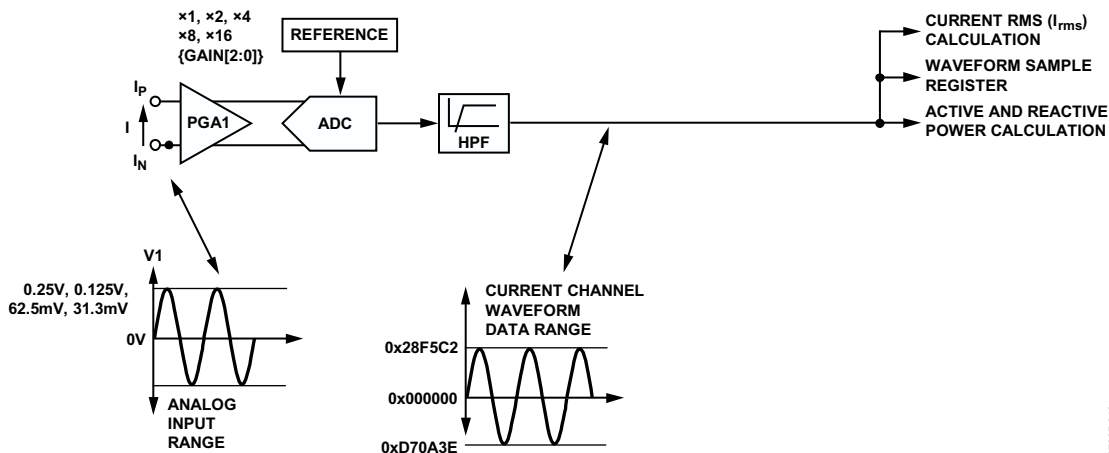 ×1, ×2, ×4
×8, ×16
{GAIN[2:0]}
REFERENCE
CURRENT RMS (Irms)
CALCULATION
WAVEFORM SAMPLE
REGISTER
ACTIVE AND REACTIVE
POWER CALCULATION
IP
I
IN
PGA1
ADC
HPF
V1
0.25V, 0.125V,
62.5mV, 31.3mV
0V
ANALOG
INPUT
RANGE
CURRENT CHANNEL
WAVEFORM
DATA RANGE
0x28F5C2
0x000000
0xD70A3E